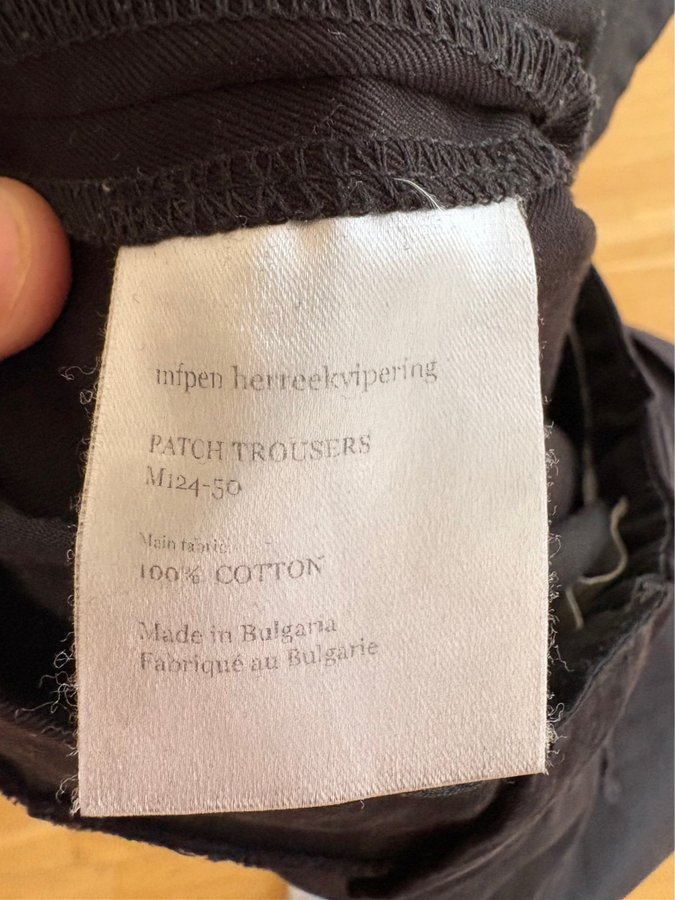 mfpen herreekvipering
PATCH TROUSERS
M124-50
Main fabric
100% COTTON
Made in Bulgaria
Fabriqué au Bulgarie